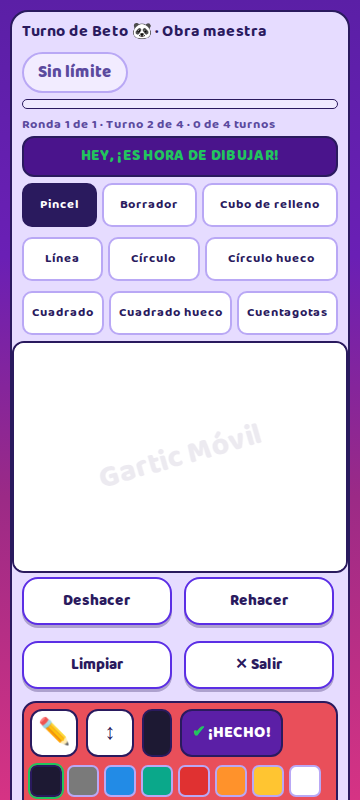 Turno de Beto 🐼 · Obra maestra
Sin límite
Ronda 1 de 1 · Turno 2 de 4 · 0 de 4 turnos
HEY, ¡ES HORA DE DIBUJAR!
Pincel Borrador Cubo de relleno
Línea Círculo Círculo hueco
Cuadrado Cuadrado hueco Cuentagotas
Gartic Móvil
Deshacer Rehacer
Limpiar ✕ Salir
✏️ ↕ ✔ ¡HECHO!